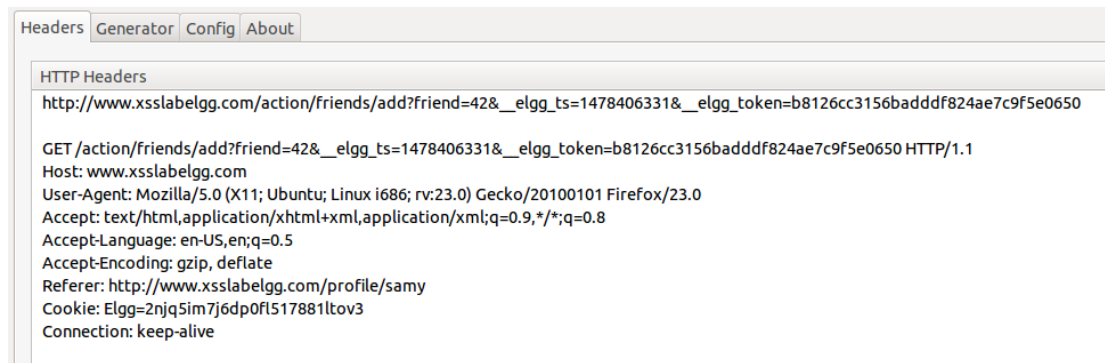 Headers Generator Config About
HTTP Headers
http://www.xsslabelgg.com/action/friends/add?friend=42&__elgg_ts=1478406331&__elgg_token=b8126cc3156badddf824ae7c9f5e0650
GET /action/friends/add?friend=42&__elgg_ts=1478406331&__elgg_token=b8126cc3156badddf824ae7c9f5e0650 HTTP/1.1
Host: www.xsslabelgg.com
User-Agent: Mozilla/5.0 (X11; Ubuntu; Linux i686; rv:23.0) Gecko/20100101 Firefox/23.0
Accept: text/html,application/xhtml+xml,application/xml;q=0.9,*/*;q=0.8
Accept-Language: en-US,en;q=0.5
Accept-Encoding: gzip, deflate
Referer: http://www.xsslabelgg.com/profile/samy
Cookie: Elgg=2njq5im7j6dp0fl517881ltov3
Connection: keep-alive